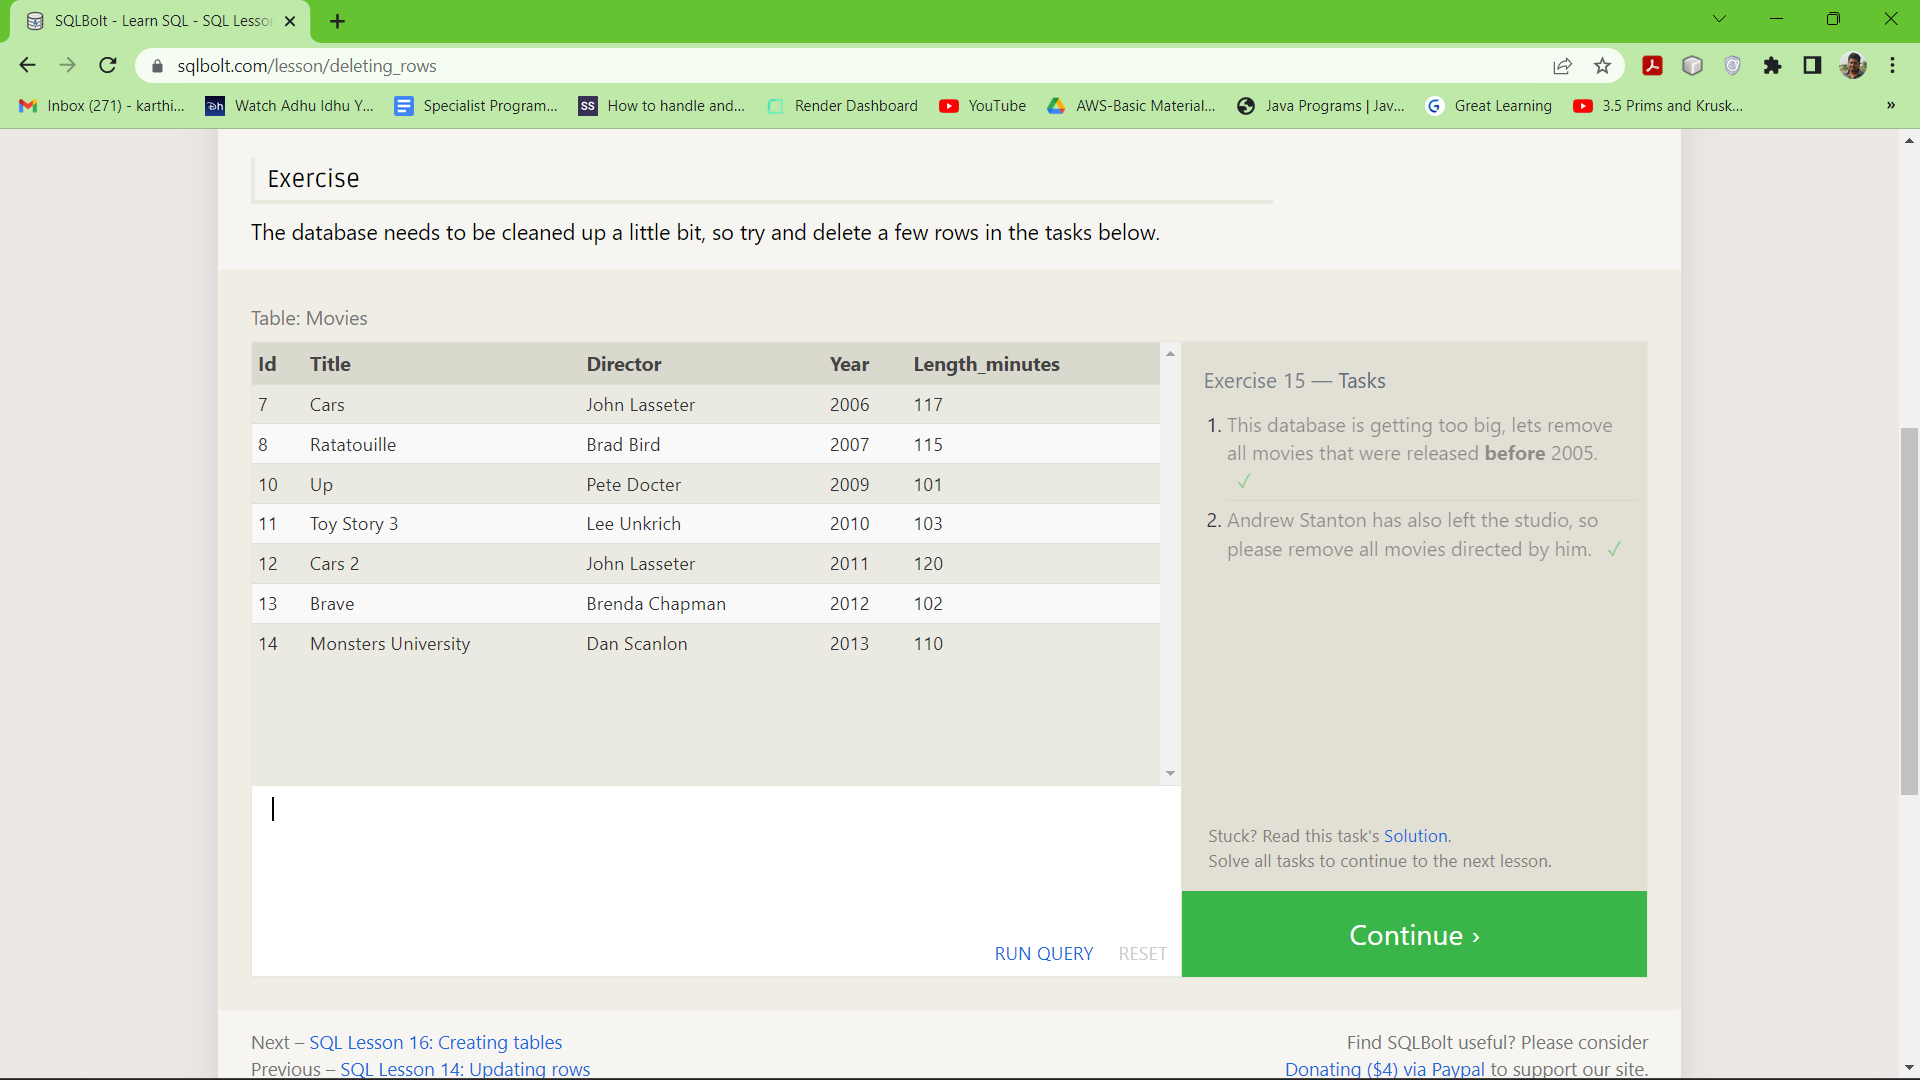 SQLBolt - Learn SQL - SQL Lesson
sqlbolt.com/lesson/deleting_rows
Inbox (271) - karthi... Watch Adhu Idhu Y... Specialist Program... SS How to handle and... Render Dashboard YouTube AWS-Basic Material... Java Programs | Jav... G Great Learning 3.5 Prims and Krusk... »
Exercise
The database needs to be cleaned up a little bit, so try and delete a few rows in the tasks below.
Table: Movies
Id Title Director Year Length_minutes
7 Cars John Lasseter 2006 117
8 Ratatouille Brad Bird 2007 115
10 Up Pete Docter 2009 101
11 Toy Story 3 Lee Unkrich 2010 103
12 Cars 2 John Lasseter 2011 120
13 Brave Brenda Chapman 2012 102
14 Monsters University Dan Scanlon 2013 110
RUN QUERY RESET
Exercise 15 — Tasks
1. This database is getting too big, lets remove
all movies that were released before 2005.
✓
2. Andrew Stanton has also left the studio, so
please remove all movies directed by him. ✓
Stuck? Read this task's Solution.
Solve all tasks to continue to the next lesson.
Continue ›
Next – SQL Lesson 16: Creating tables
Previous – SQL Lesson 14: Updating rows
Find SQLBolt useful? Please consider
Donating ($4) via Paypal to support our site.